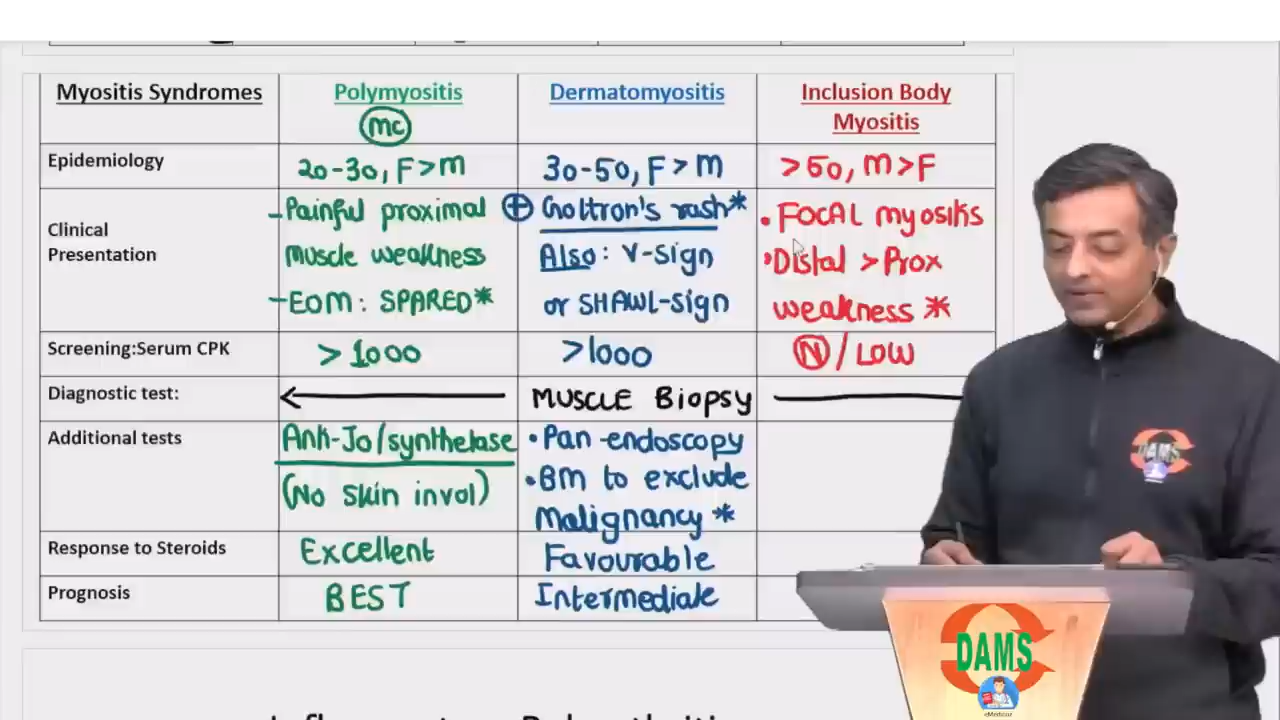 Myositis Syndromes
Polymyositis
mc
Dermatomyositis
Inclusion Body
Myositis
Epidemiology
20-30, F>M
30-50, F>M
>50, M>F
Clinical
Presentation
-Painful proximal
muscle weakness
-EOM: SPARED*
⊕ Goltron's rash*
Also: V-Sign
or SHAWL-sign
• FOCAL myositis
• Distal > Prox
weakness *
Screening:Serum CPK
> 1000
>1000
Ⓝ / LOW
Diagnostic test:
MUSCLE Biopsy
Additional tests
Anti-Jo/synthelase
(No skin invol)
• Pan-endoscopy
• BM to exclude
Malignancy *
Response to Steroids
Excellent
Favourable
Prognosis
BEST
Intermediate
DAMS
DAMS
eMedicoz